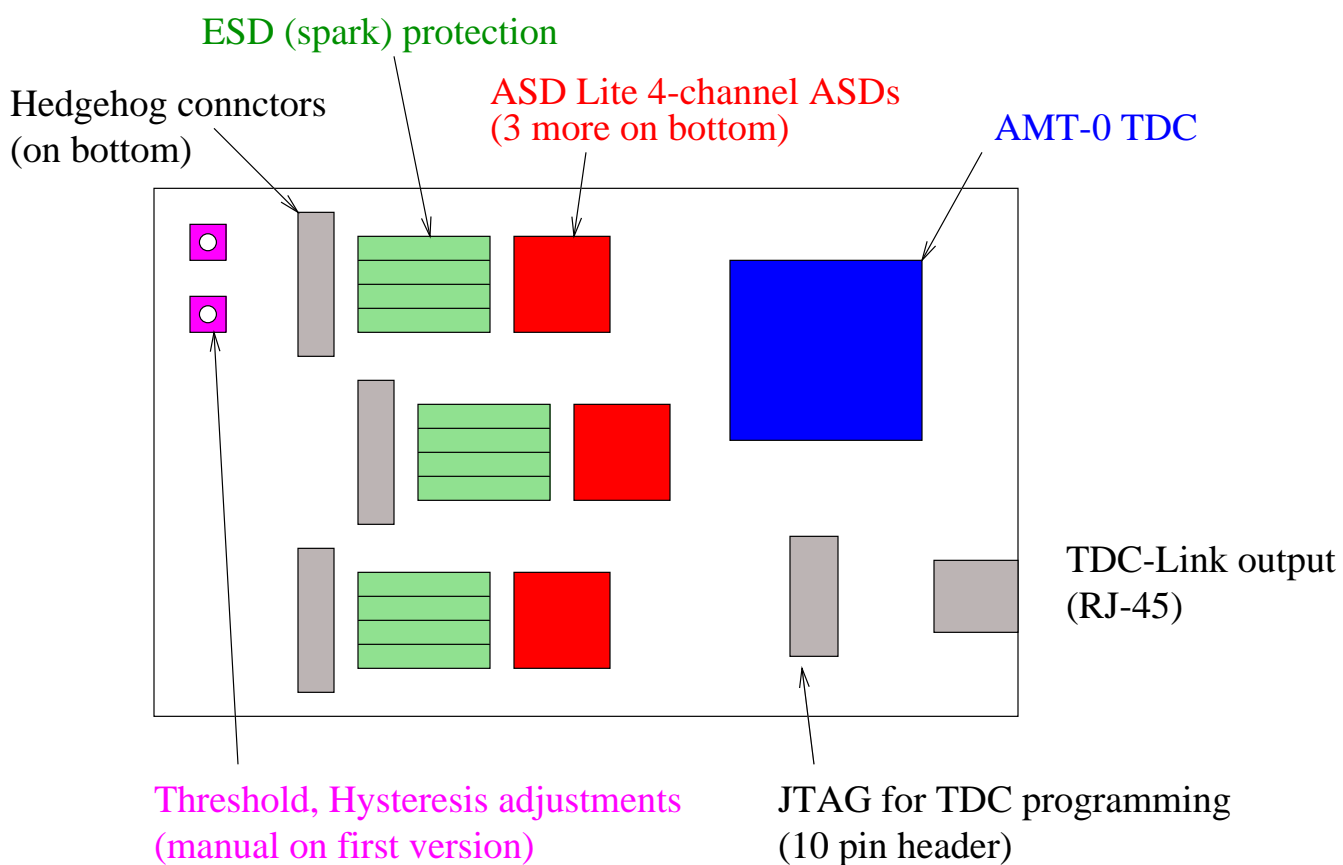 ESD (spark) protection
Hedgehog connctors
(on bottom)
ASD Lite 4-channel ASDs
(3 more on bottom)
AMT-0 TDC
TDC-Link output
(RJ-45)
Threshold, Hysteresis adjustments
(manual on first version)
JTAG for TDC programming
(10 pin header)